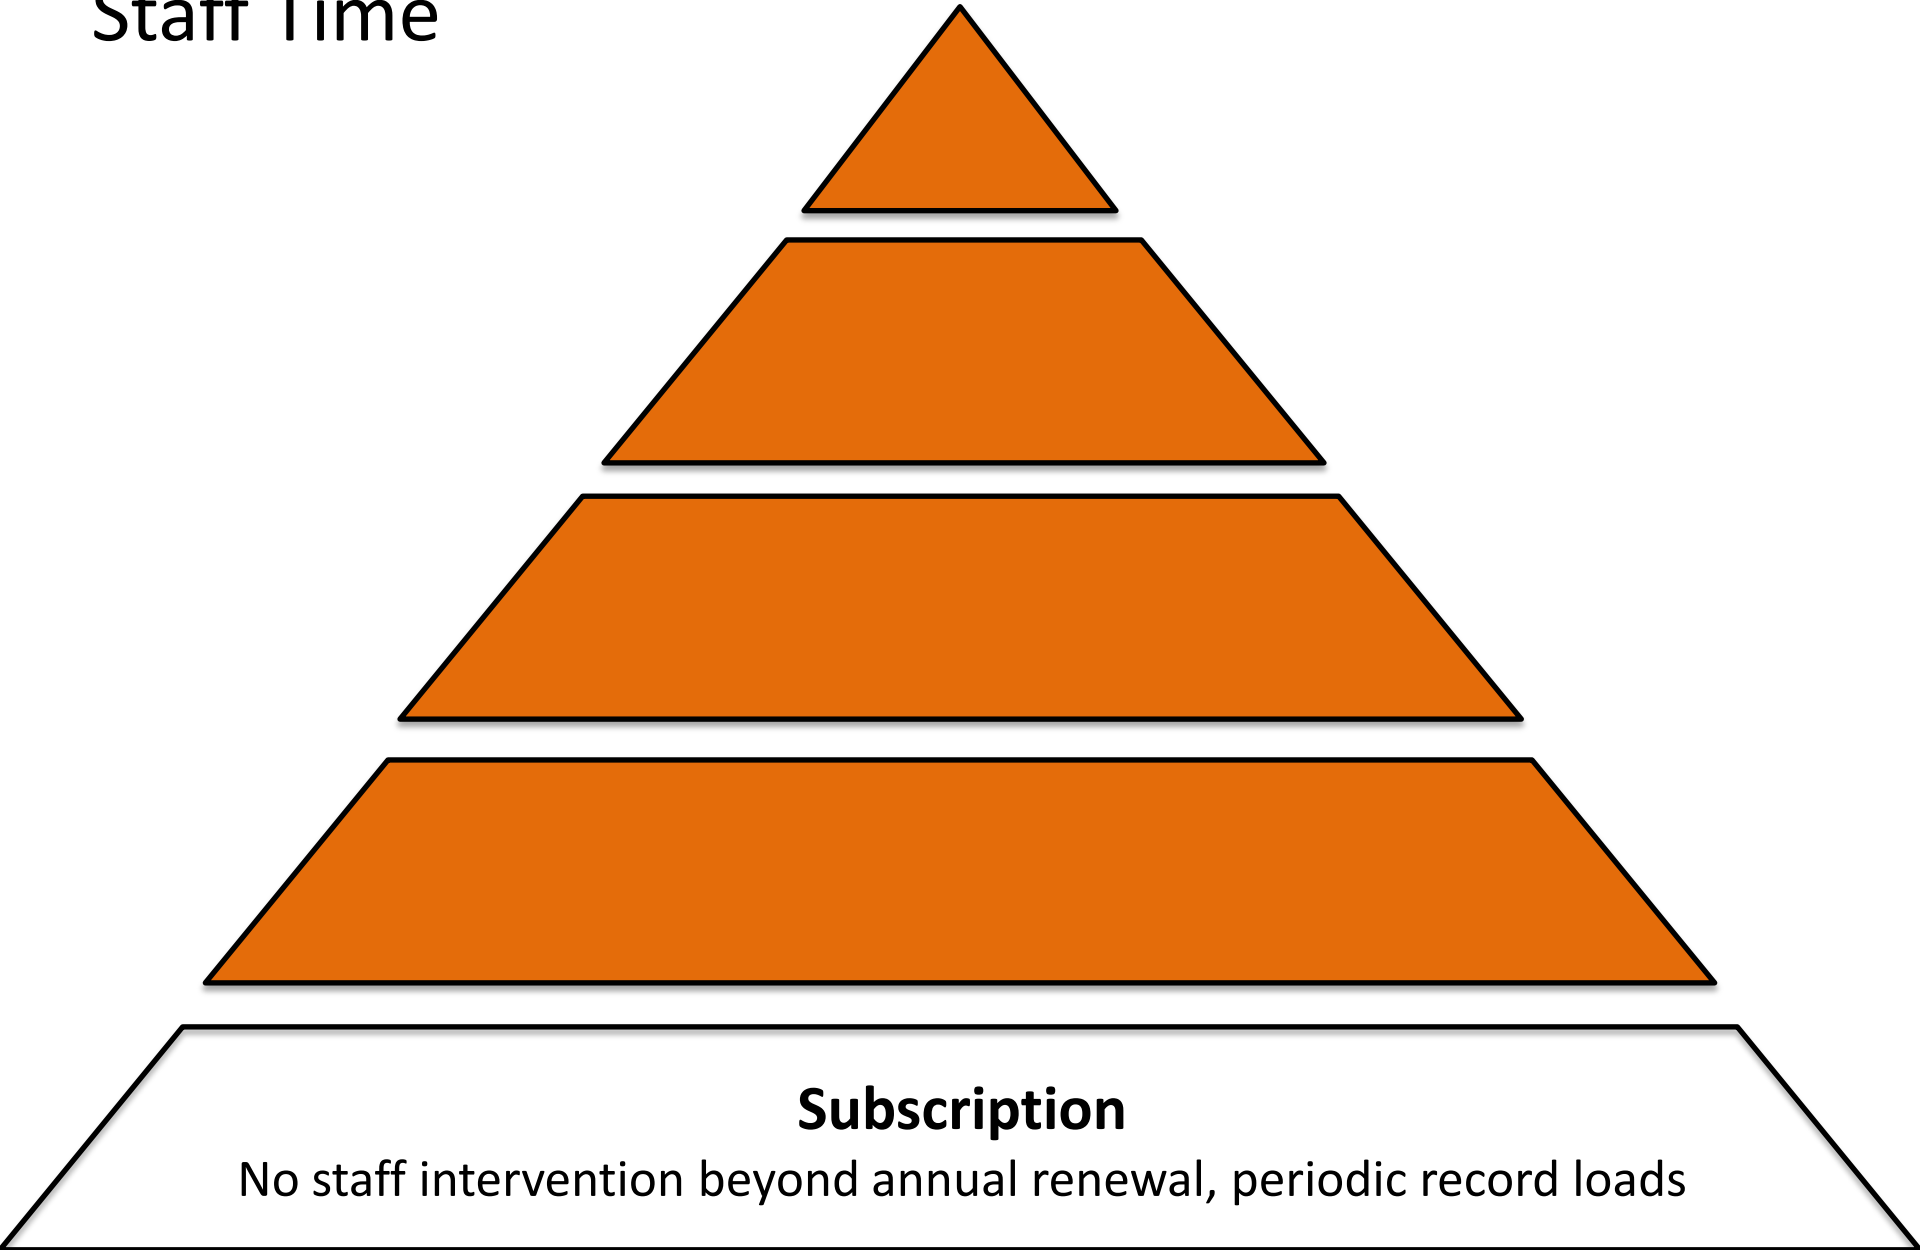 Staff Time
Subscription
No staff intervention beyond annual renewal, periodic record loads